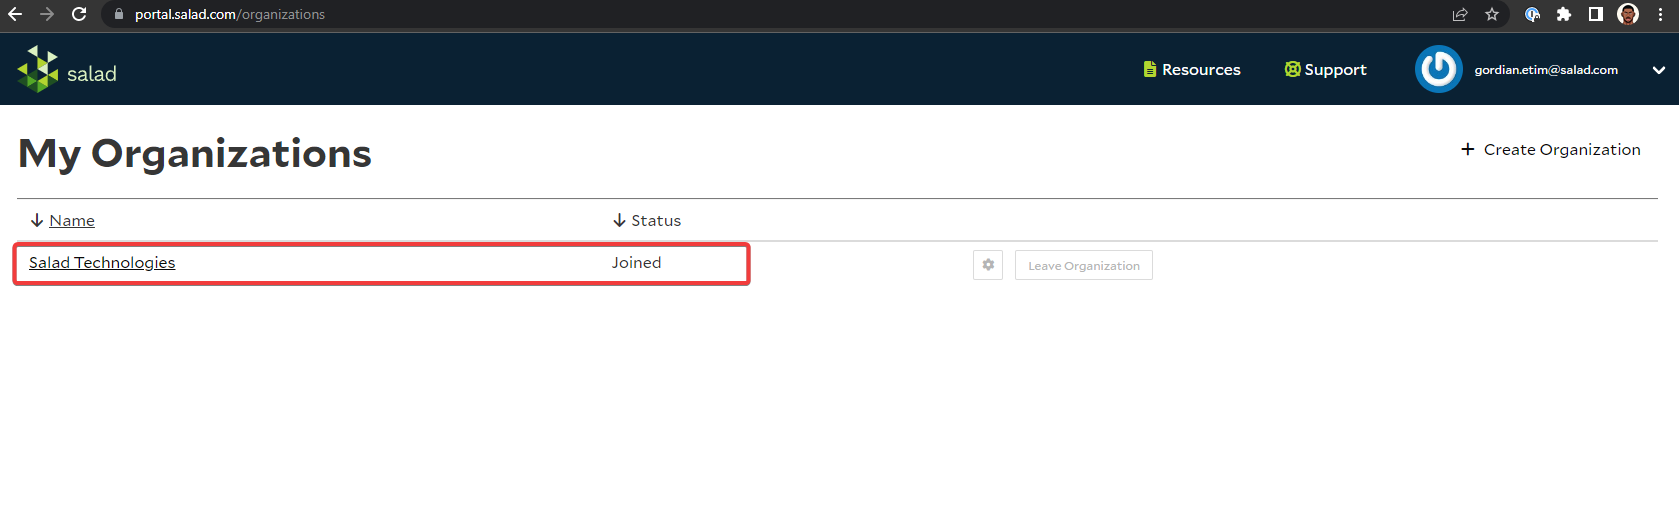 portal.salad.com/organizations
salad
Resources
Support
gordian.etim@salad.com
My Organizations
+ Create Organization
Name
Status
Salad Technologies
Joined
Leave Organization